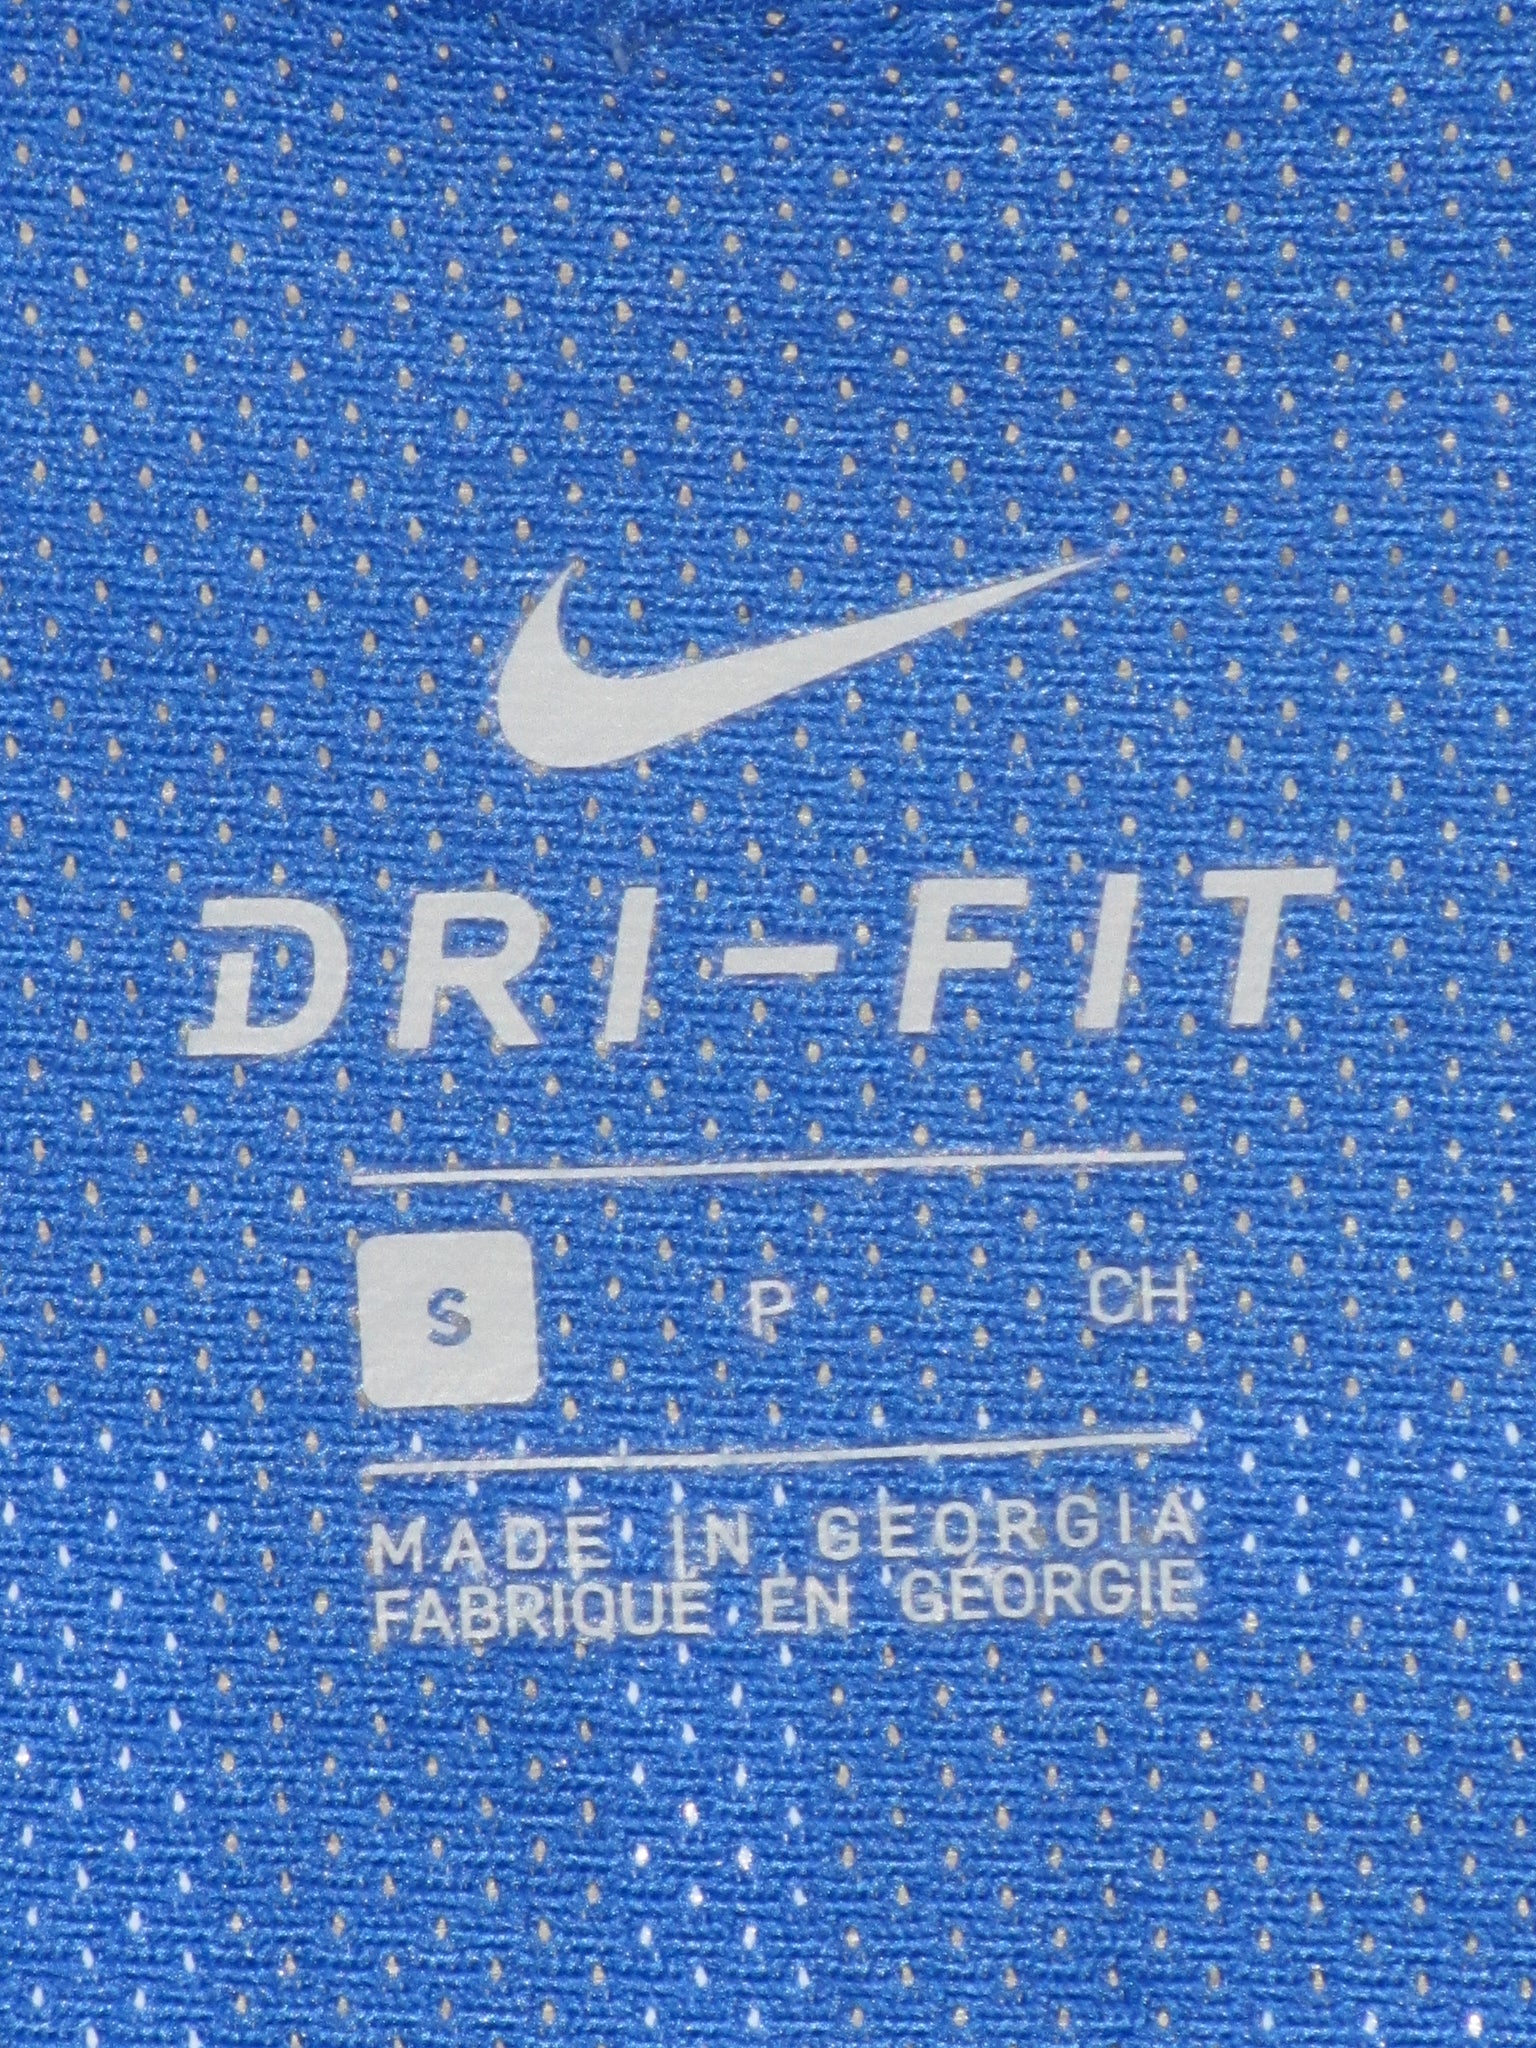 DRI-FIT
S P CH
MADE IN GEORGIA
FABRIQUÉ EN GÉORGIE